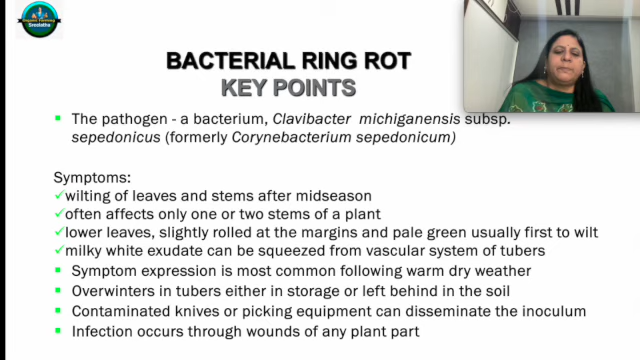 BACTERIAL RING ROT
KEY POINTS
▪ The pathogen - a bacterium, Clavibacter michiganensis subsp.
sepedonicus (formerly Corynebacterium sepedonicum)
Symptoms:
✓wilting of leaves and stems after midseason
✓often affects only one or two stems of a plant
✓lower leaves, slightly rolled at the margins and pale green usually first to wilt
✓milky white exudate can be squeezed from vascular system of tubers
▪ Symptom expression is most common following warm dry weather
▪ Overwinters in tubers either in storage or left behind in the soil
▪ Contaminated knives or picking equipment can disseminate the inoculum
▪ Infection occurs through wounds of any plant part